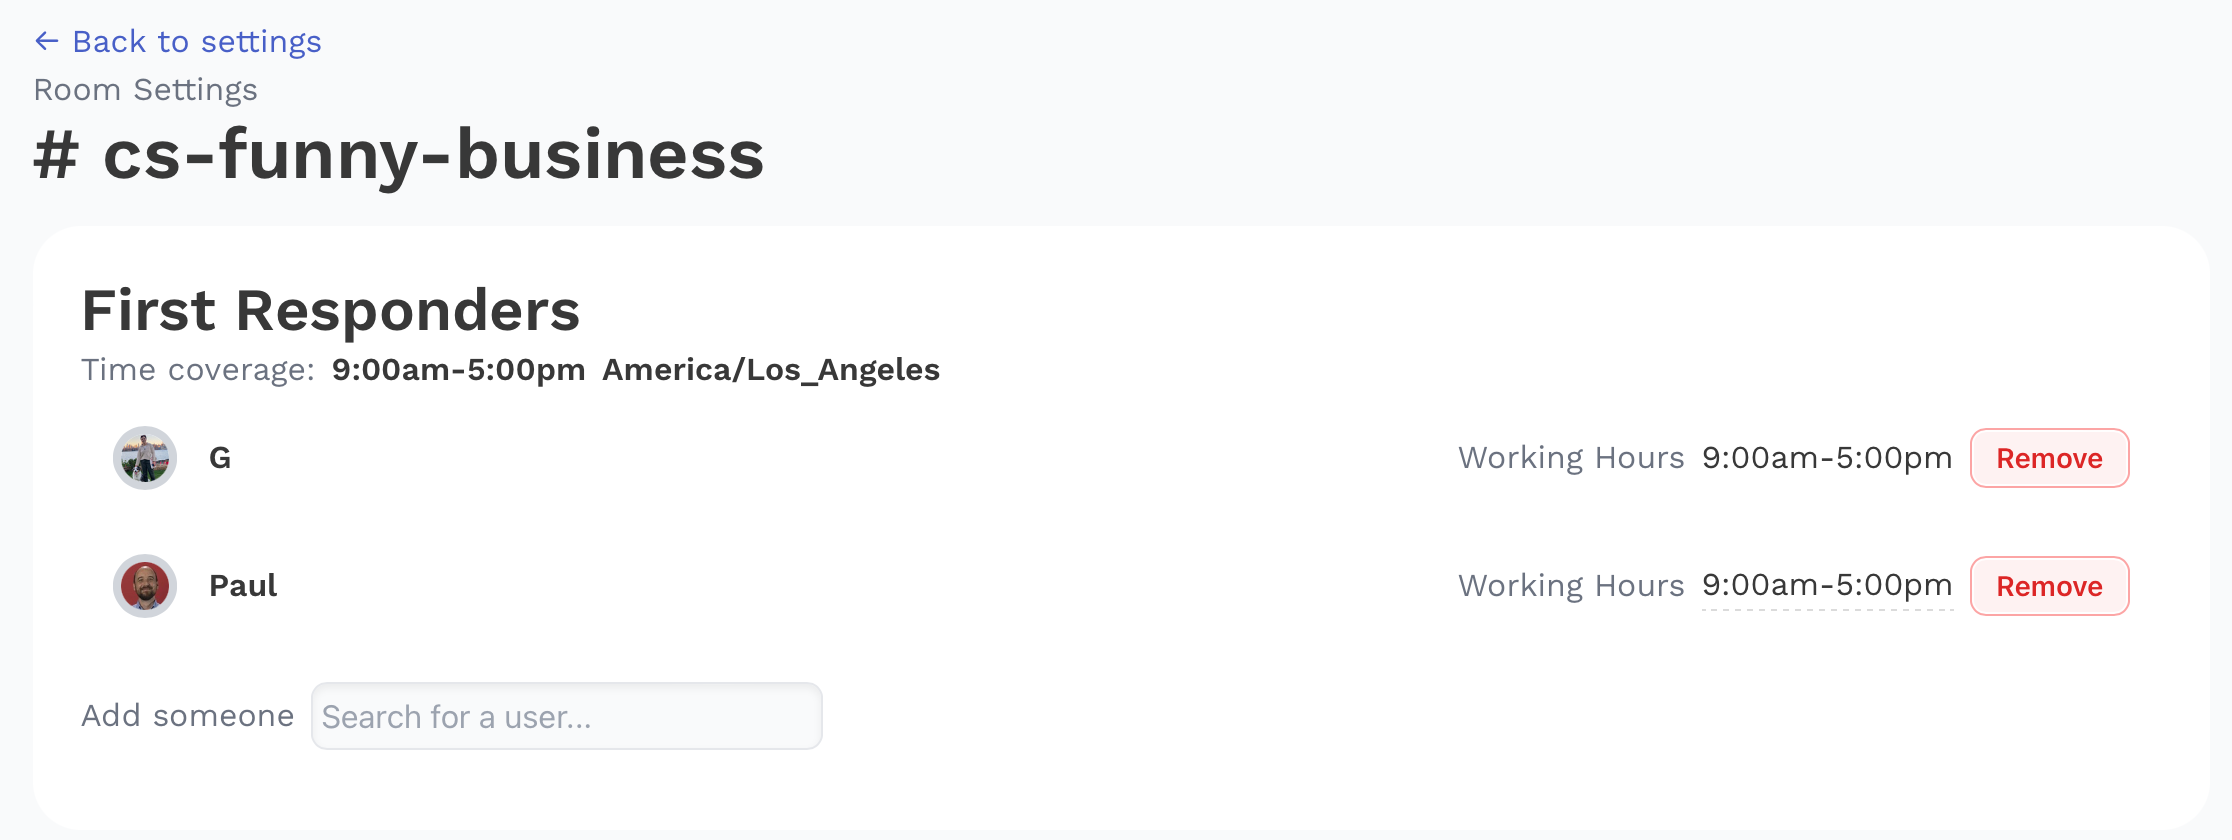 ← Back to settings
Room Settings
# cs-funny-business
First Responders
Time coverage: 9:00am-5:00pm America/Los_Angeles
G Working Hours 9:00am-5:00pm Remove
Paul Working Hours 9:00am-5:00pm Remove
Add someone Search for a user...